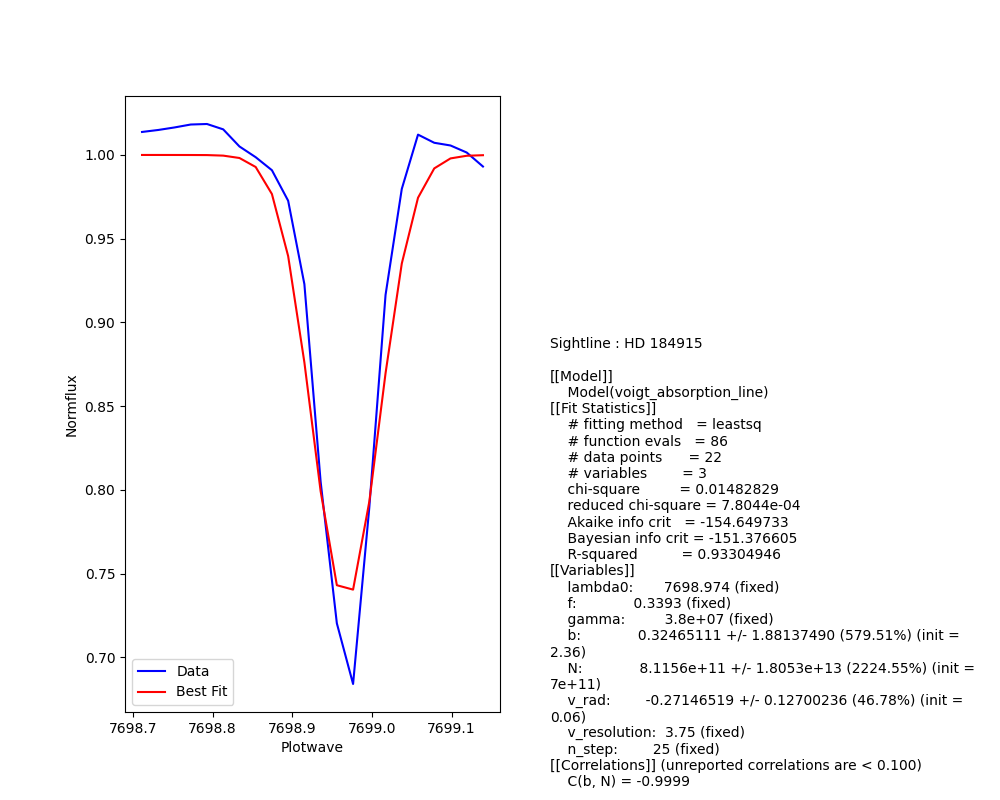 1.00
0.95
0.90
0.85
0.80
0.75
0.70
Normflux
Data
Best Fit
7698.7 7698.8 7698.9 7699.0 7699.1
Plotwave
Sightline : HD 184915
[[Model]]
Model(voigt_absorption_line)
[[Fit Statistics]]
# fitting method = leastsq
# function evals = 86
# data points = 22
# variables = 3
chi-square = 0.01482829
reduced chi-square = 7.8044e-04
Akaike info crit = -154.649733
Bayesian info crit = -151.376605
R-squared = 0.93304946
[[Variables]]
lambda0: 7698.974 (fixed)
f: 0.3393 (fixed)
gamma: 3.8e+07 (fixed)
b: 0.32465111 +/- 1.88137490 (579.51%) (init =
2.36)
N: 8.1156e+11 +/- 1.8053e+13 (2224.55%) (init =
7e+11)
v_rad: -0.27146519 +/- 0.12700236 (46.78%) (init =
0.06)
v_resolution: 3.75 (fixed)
n_step: 25 (fixed)
[[Correlations]] (unreported correlations are < 0.100)
C(b, N) = -0.9999